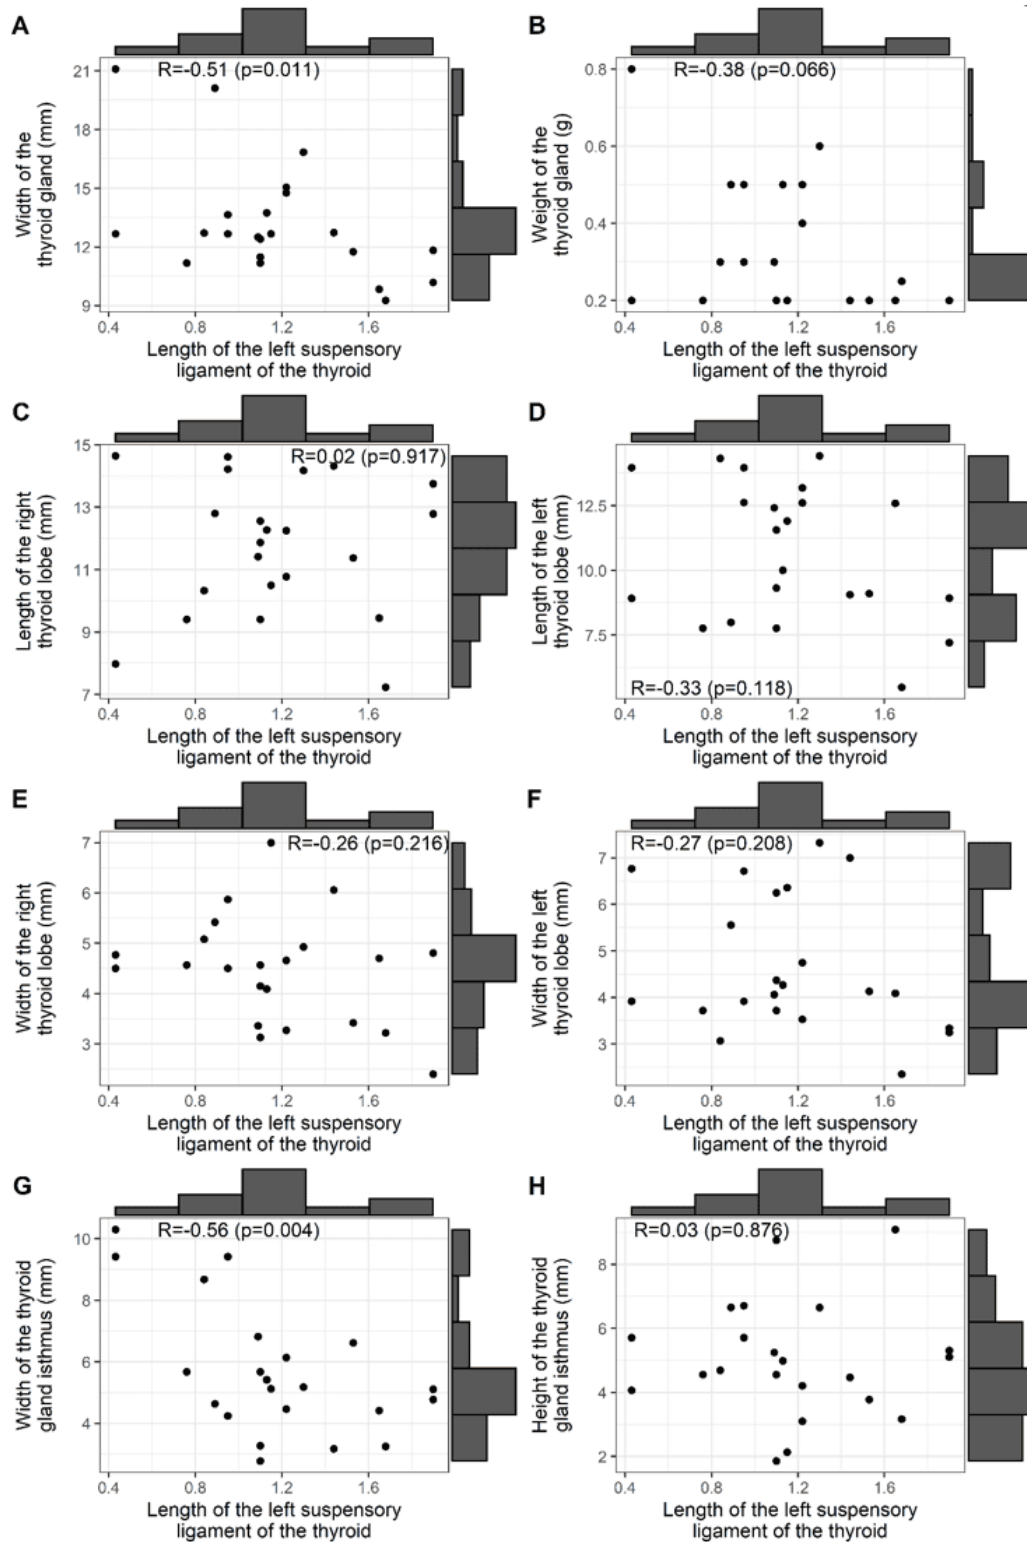 A
R=-0.51 (p=0.011)
21
18
15
12
9
Width of the
thyroid gland (mm)
0.4 0.8 1.2 1.6
Length of the left suspensory
ligament of the thyroid
B
R=-0.38 (p=0.066)
0.8
0.6
0.4
0.2
Weight of the
thyroid gland (g)
0.4 0.8 1.2 1.6
Length of the left suspensory
ligament of the thyroid
C
R=0.02 (p=0.917)
15
13
11
9
7
Length of the right
thyroid lobe (mm)
0.4 0.8 1.2 1.6
Length of the left suspensory
ligament of the thyroid
D
12.5
10.0
7.5
Length of the left
thyroid lobe (mm)
R=-0.33 (p=0.118)
0.4 0.8 1.2 1.6
Length of the left suspensory
ligament of the thyroid
E
R=-0.26 (p=0.216)
7
6
5
4
3
Width of the right
thyroid lobe (mm)
0.4 0.8 1.2 1.6
Length of the left suspensory
ligament of the thyroid
F
R=-0.27 (p=0.208)
7
6
5
4
3
Width of the left
thyroid lobe (mm)
0.4 0.8 1.2 1.6
Length of the left suspensory
ligament of the thyroid
G
R=-0.56 (p=0.004)
10
8
6
4
Width of the thyroid
gland isthmus (mm)
0.4 0.8 1.2 1.6
Length of the left suspensory
ligament of the thyroid
H
R=0.03 (p=0.876)
8
6
4
2
Height of the thyroid
gland isthmus (mm)
0.4 0.8 1.2 1.6
Length of the left suspensory
ligament of the thyroid